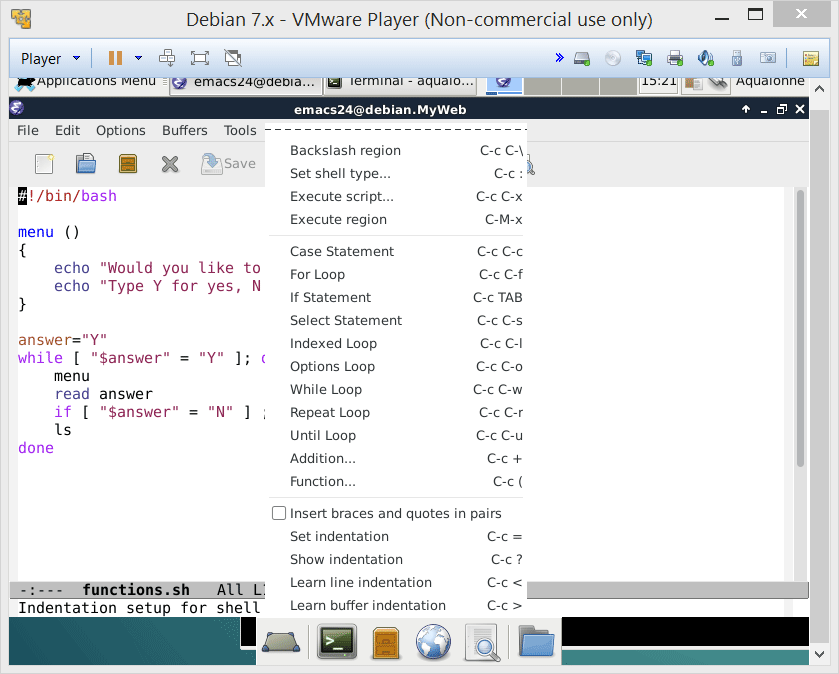 Debian 7.x - VMware Player (Non-commercial use only)
Player
Applications Menu emacs24@debia... Terminal - aqualo... 15:21 Aqualonne
emacs24@debian.MyWeb
File Edit Options Buffers Tools
Save
#!/bin/bash
menu ()
{
echo "Would you like to
echo "Type Y for yes, N
}
answer="Y"
while [ "$answer" = "Y" ];
menu
read answer
if [ "$answer" = "N" ] ;
ls
done
Backslash region C-c C-\
Set shell type... C-c :
Execute script... C-c C-x
Execute region C-M-x
Case Statement C-c C-c
For Loop C-c C-f
If Statement C-c TAB
Select Statement C-c C-s
Indexed Loop C-c C-l
Options Loop C-c C-o
While Loop C-c C-w
Repeat Loop C-c C-r
Until Loop C-c C-u
Addition... C-c +
Function... C-c (
Insert braces and quotes in pairs
Set indentation C-c =
Show indentation C-c ?
Learn line indentation C-c <
Learn buffer indentation C-c >
-:--- functions.sh All
Indentation setup for shell